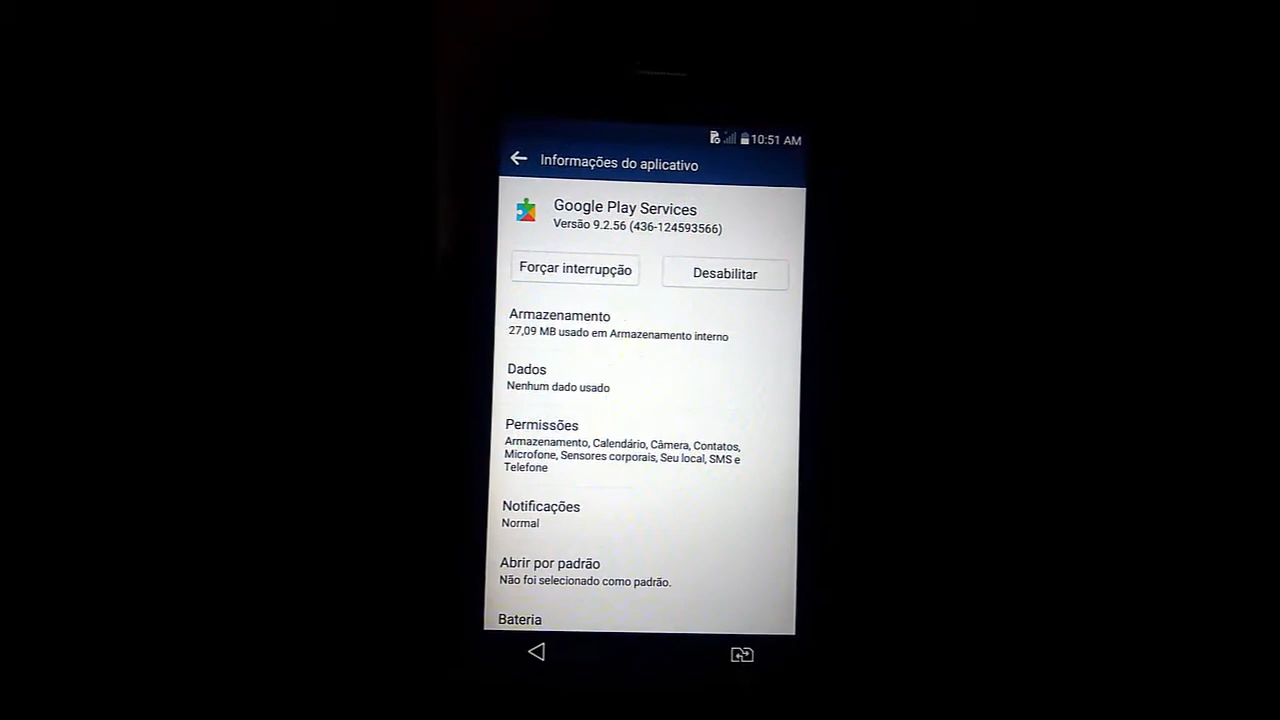 10:51 AM
Informações do aplicativo
Google Play Services
Versão 9.2.56 (436-124593566)
Forçar interrupção
Desabilitar
Armazenamento
27,09 MB usado em Armazenamento interno
Dados
Nenhum dado usado
Permissões
Armazenamento, Calendário, Câmera, Contatos,
Microfone, Sensores corporais, Seu local, SMS e
Telefone
Notificações
Normal
Abrir por padrão
Não foi selecionado como padrão.
Bateria